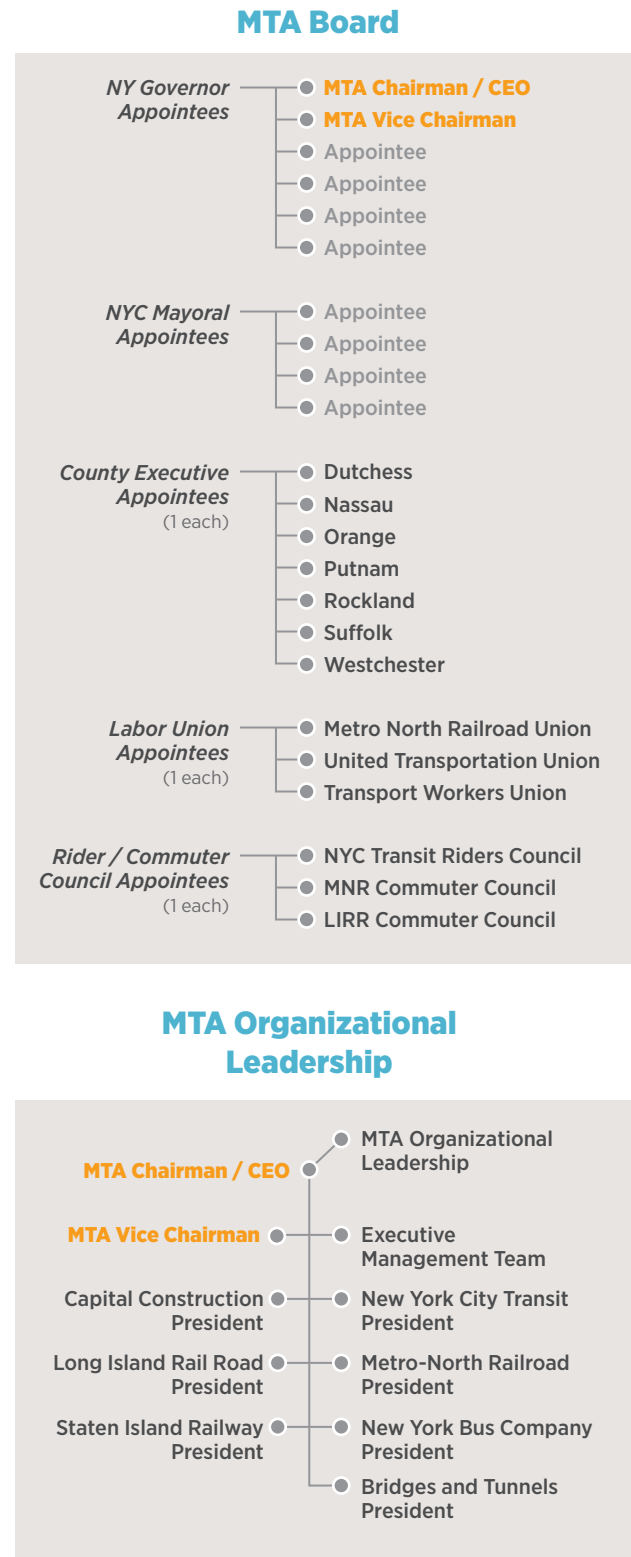 MTA Board
NY Governor
Appointees
MTA Chairman / CEO
MTA Vice Chairman
Appointee
Appointee
Appointee
Appointee
NYC Mayoral
Appointees
Appointee
Appointee
Appointee
Appointee
County Executive
Appointees
(1 each)
Dutchess
Nassau
Orange
Putnam
Rockland
Suffolk
Westchester
Labor Union
Appointees
(1 each)
Metro North Railroad Union
United Transportation Union
Transport Workers Union
Rider / Commuter
Council Appointees
(1 each)
NYC Transit Riders Council
MNR Commuter Council
LIRR Commuter Council
MTA Organizational
Leadership
MTA Chairman / CEO
MTA Organizational
Leadership
MTA Vice Chairman
Executive
Management Team
Capital Construction
President
New York City Transit
President
Long Island Rail Road
President
Metro-North Railroad
President
Staten Island Railway
President
New York Bus Company
President
Bridges and Tunnels
President